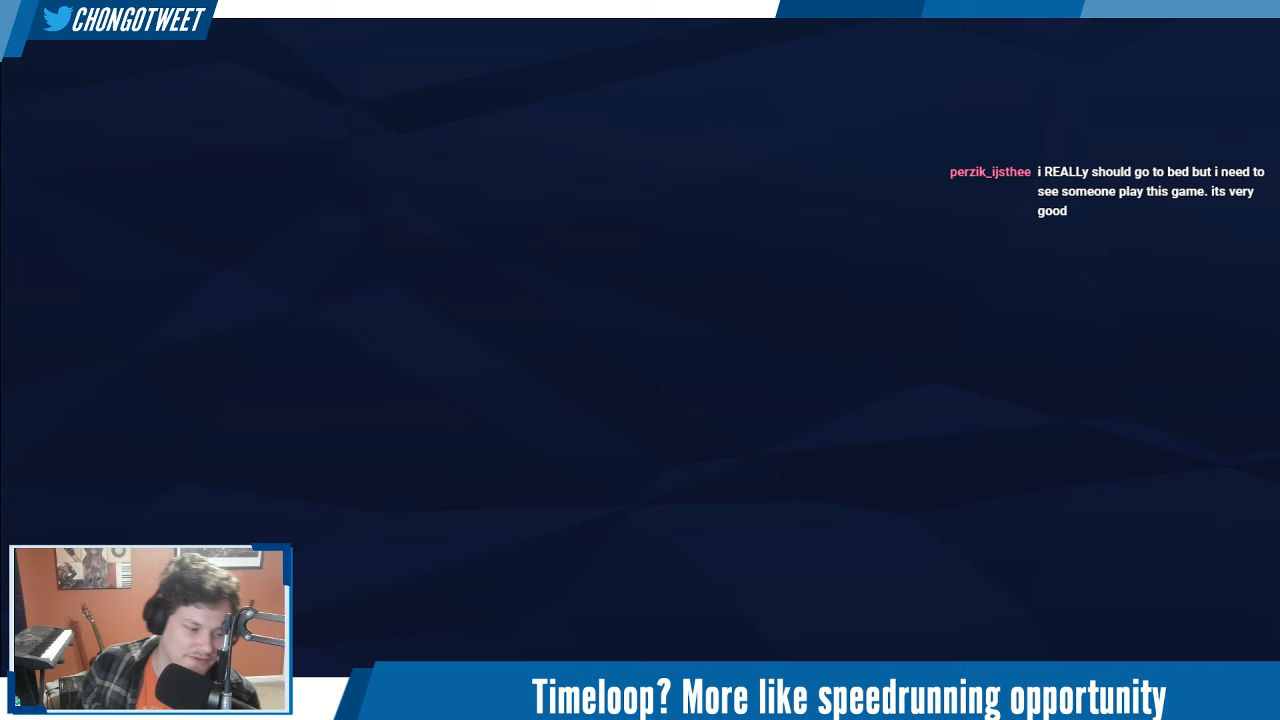 CHONGOTWEET
perzik_ijsthee i REALLy should go to bed but i need to
see someone play this game. its very
good
Timeloop? More like speedrunning opportunity